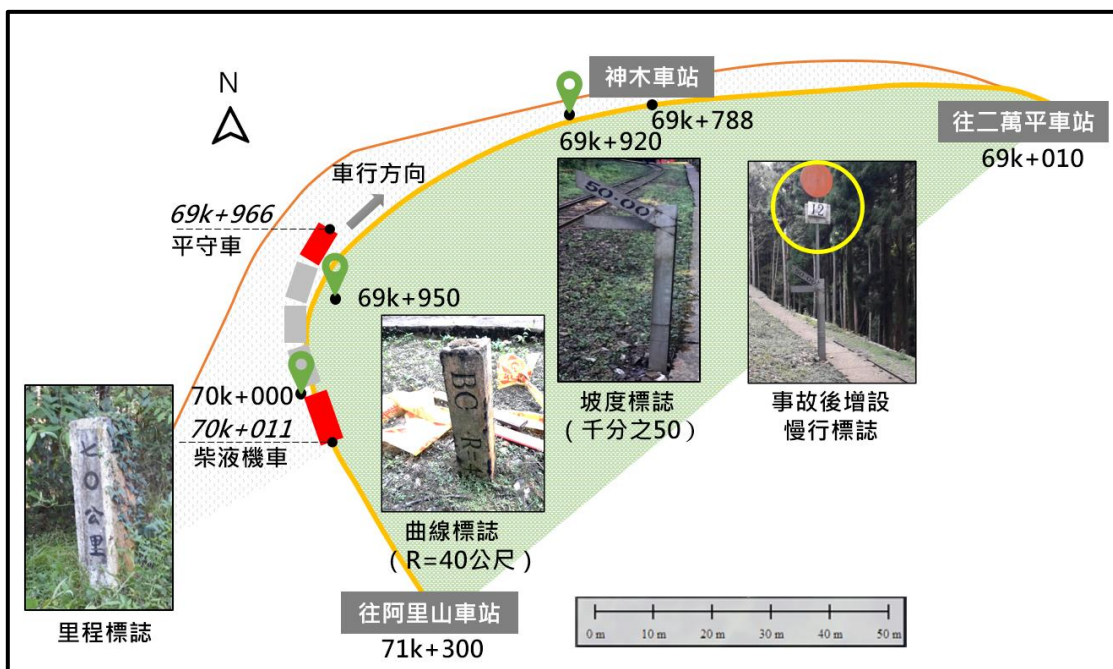 N
神木車站
69k+788
69k+920
往二萬平車站
69k+010
車行方向
69k+966
平守車
69k+950
50.00
12
70k+000
70k+011
柴液機車
BC R=
坡度標誌
（千分之50）
事故後增設
慢行標誌
七〇公里
里程標誌
曲線標誌
（R=40公尺）
往阿里山車站
71k+300
0 m 10 m 20 m 30 m 40 m 50 m